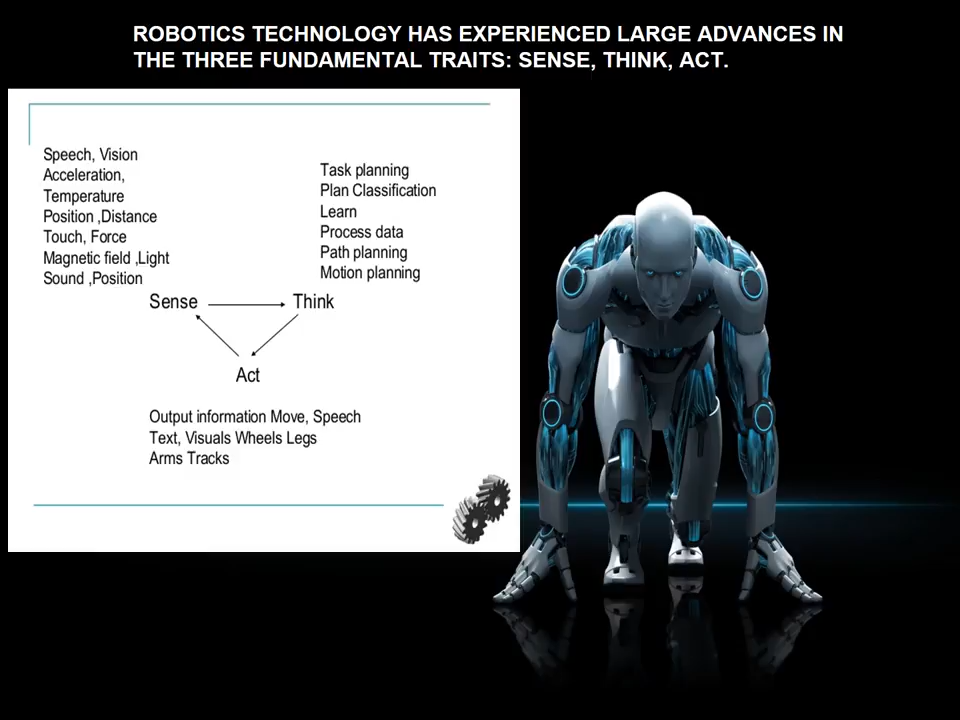 ROBOTICS TECHNOLOGY HAS EXPERIENCED LARGE ADVANCES IN
THE THREE FUNDAMENTAL TRAITS: SENSE, THINK, ACT.
Speech, Vision
Acceleration,
Temperature
Position ,Distance
Touch, Force
Magnetic field ,Light
Sound ,Position
Task planning
Plan Classification
Learn
Process data
Path planning
Motion planning
Sense
Think
Act
Output information Move, Speech
Text, Visuals Wheels Legs
Arms Tracks